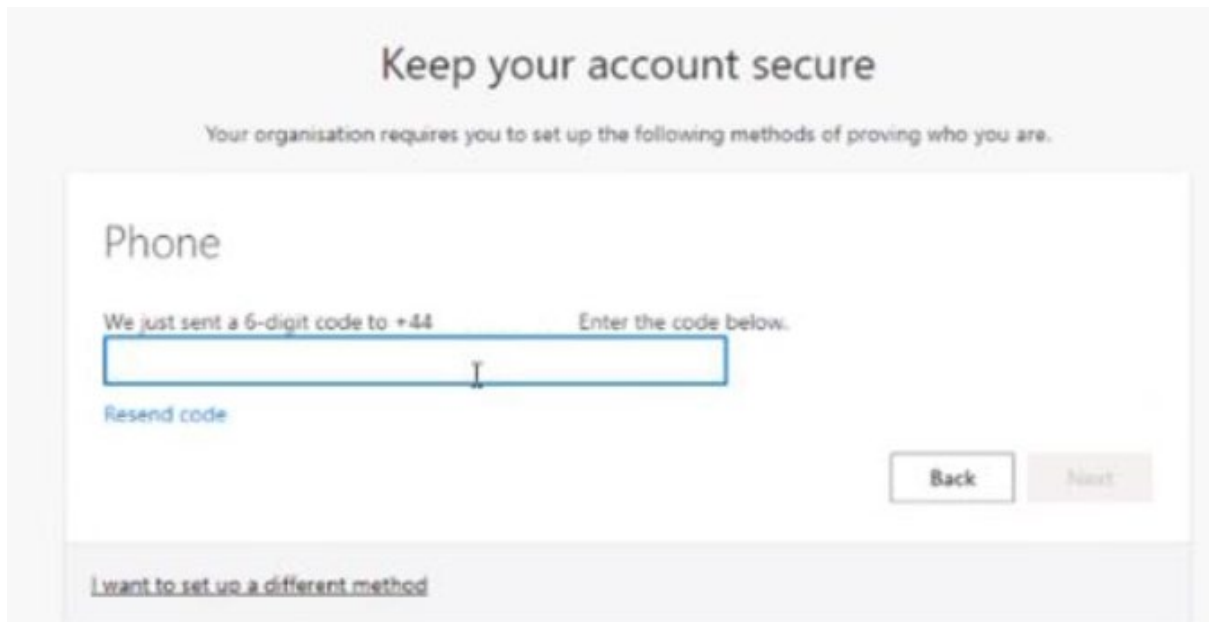 Keep your account secure
Your organisation requires you to set up the following methods of proving who you are.
Phone
We just sent a 6-digit code to +44 Enter the code below.
Resend code
Back Next
I want to set up a different method